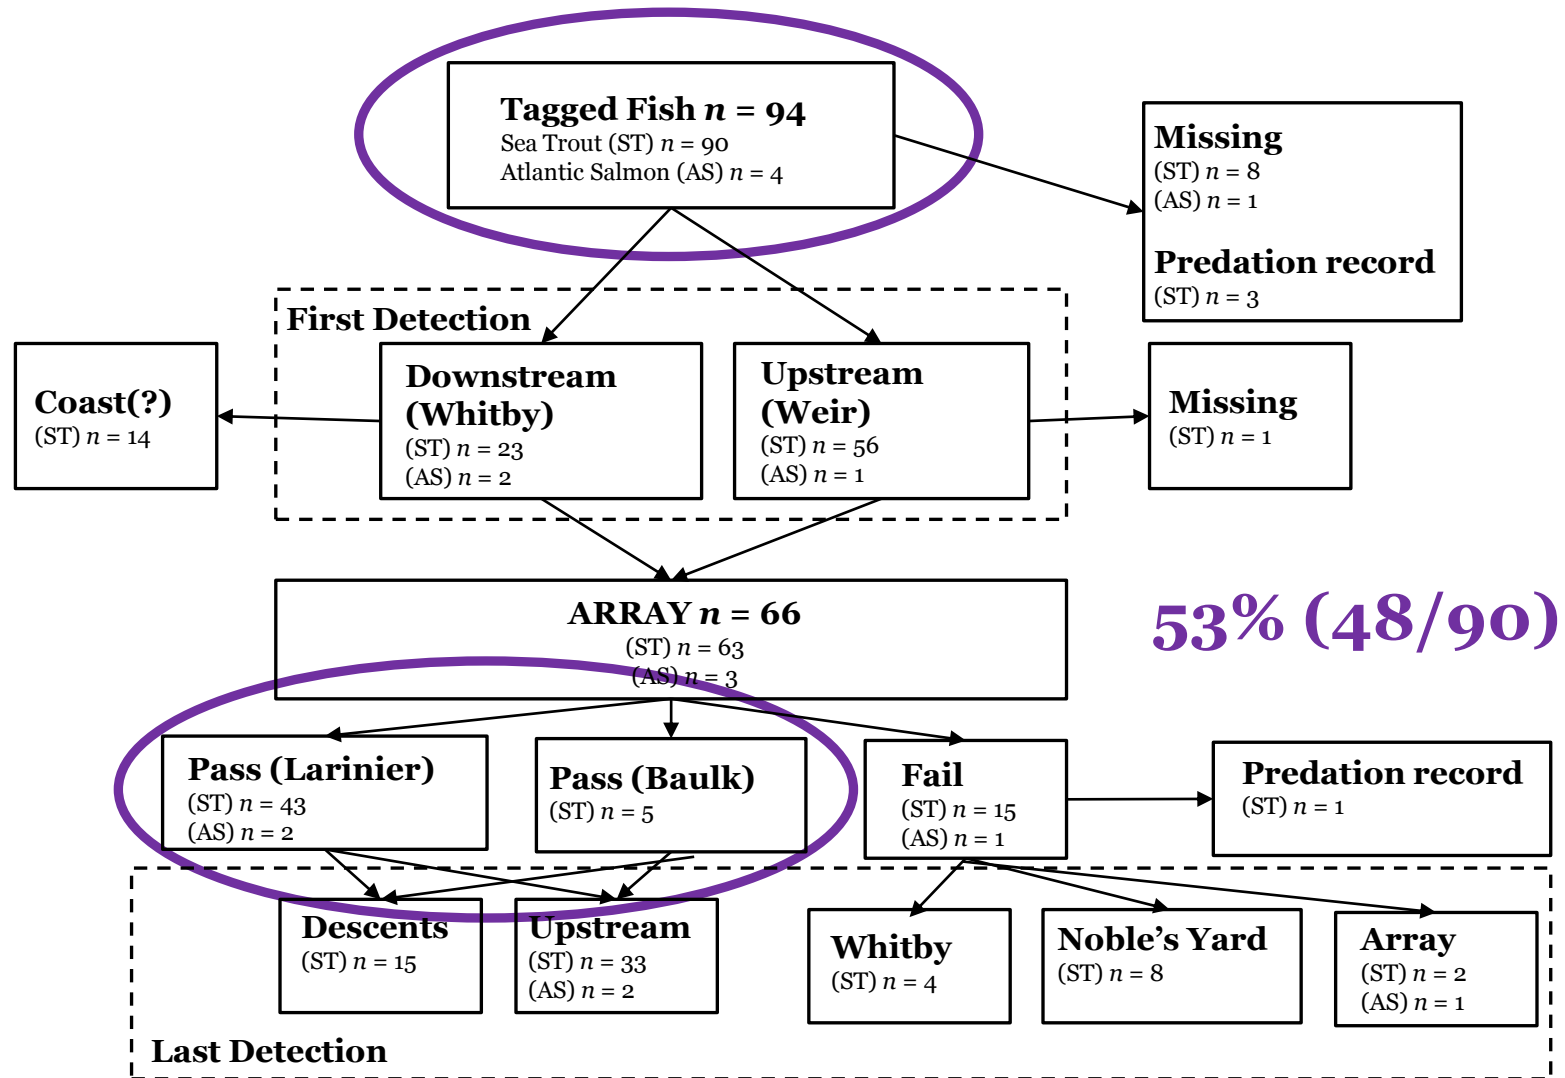 Tagged Fish n = 94
Sea Trout (ST) n = 90
Atlantic Salmon (AS) n = 4
Missing
(ST) n = 8
(AS) n = 1
Predation record
(ST) n = 3
First Detection
Coast(?)
(ST) n = 14
Downstream
(Whitby)
(ST) n = 23
(AS) n = 2
Upstream
(Weir)
(ST) n = 56
(AS) n = 1
Missing
(ST) n = 1
ARRAY n = 66
(ST) n = 63
(AS) n = 3
53% (48/90)
Pass (Larinier)
(ST) n = 43
(AS) n = 2
Pass (Baulk)
(ST) n = 5
Fail
(ST) n = 15
(AS) n = 1
Predation record
(ST) n = 1
Descents
(ST) n = 15
Upstream
(ST) n = 33
(AS) n = 2
Whitby
(ST) n = 4
Noble's Yard
(ST) n = 8
Array
(ST) n = 2
(AS) n = 1
Last Detection